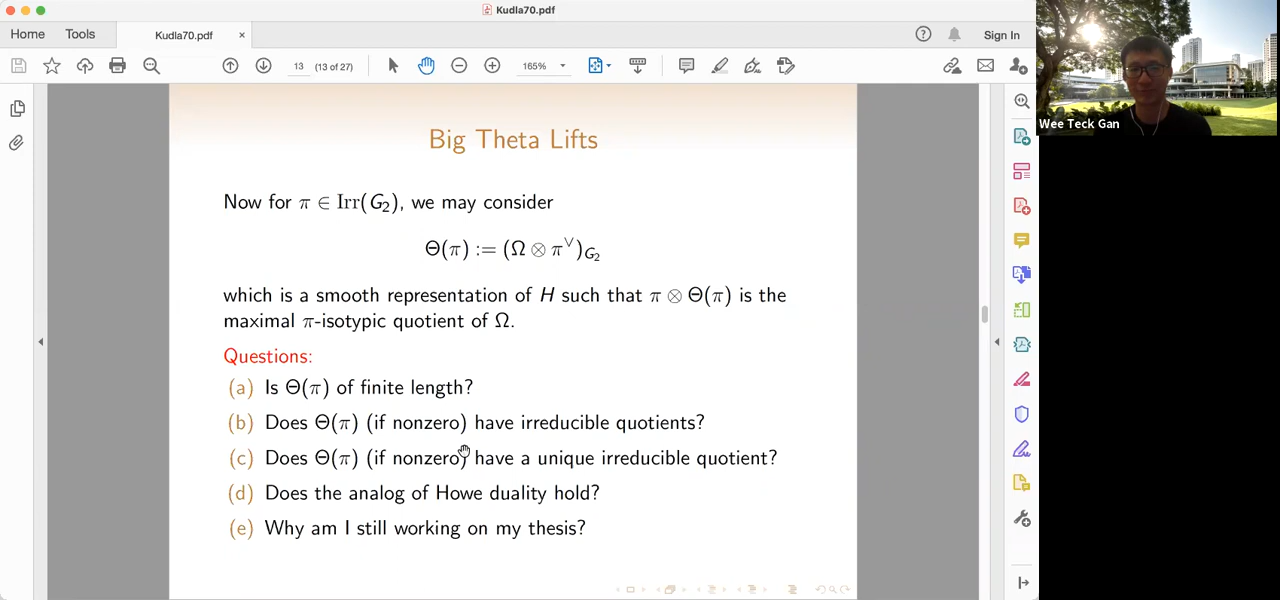 Kudla70.pdf
Home Tools Kudla70.pdf × Sign In
13 (13 of 27) 165%
Wee Teck Gan
Big Theta Lifts
Now for π ∈ Irr(G₂), we may consider
Θ(π) := (Ω ⊗ π^∨)_{G₂}
which is a smooth representation of H such that π ⊗ Θ(π) is the
maximal π-isotypic quotient of Ω.
Questions:
(a) Is Θ(π) of finite length?
(b) Does Θ(π) (if nonzero) have irreducible quotients?
(c) Does Θ(π) (if nonzero) have a unique irreducible quotient?
(d) Does the analog of Howe duality hold?
(e) Why am I still working on my thesis?